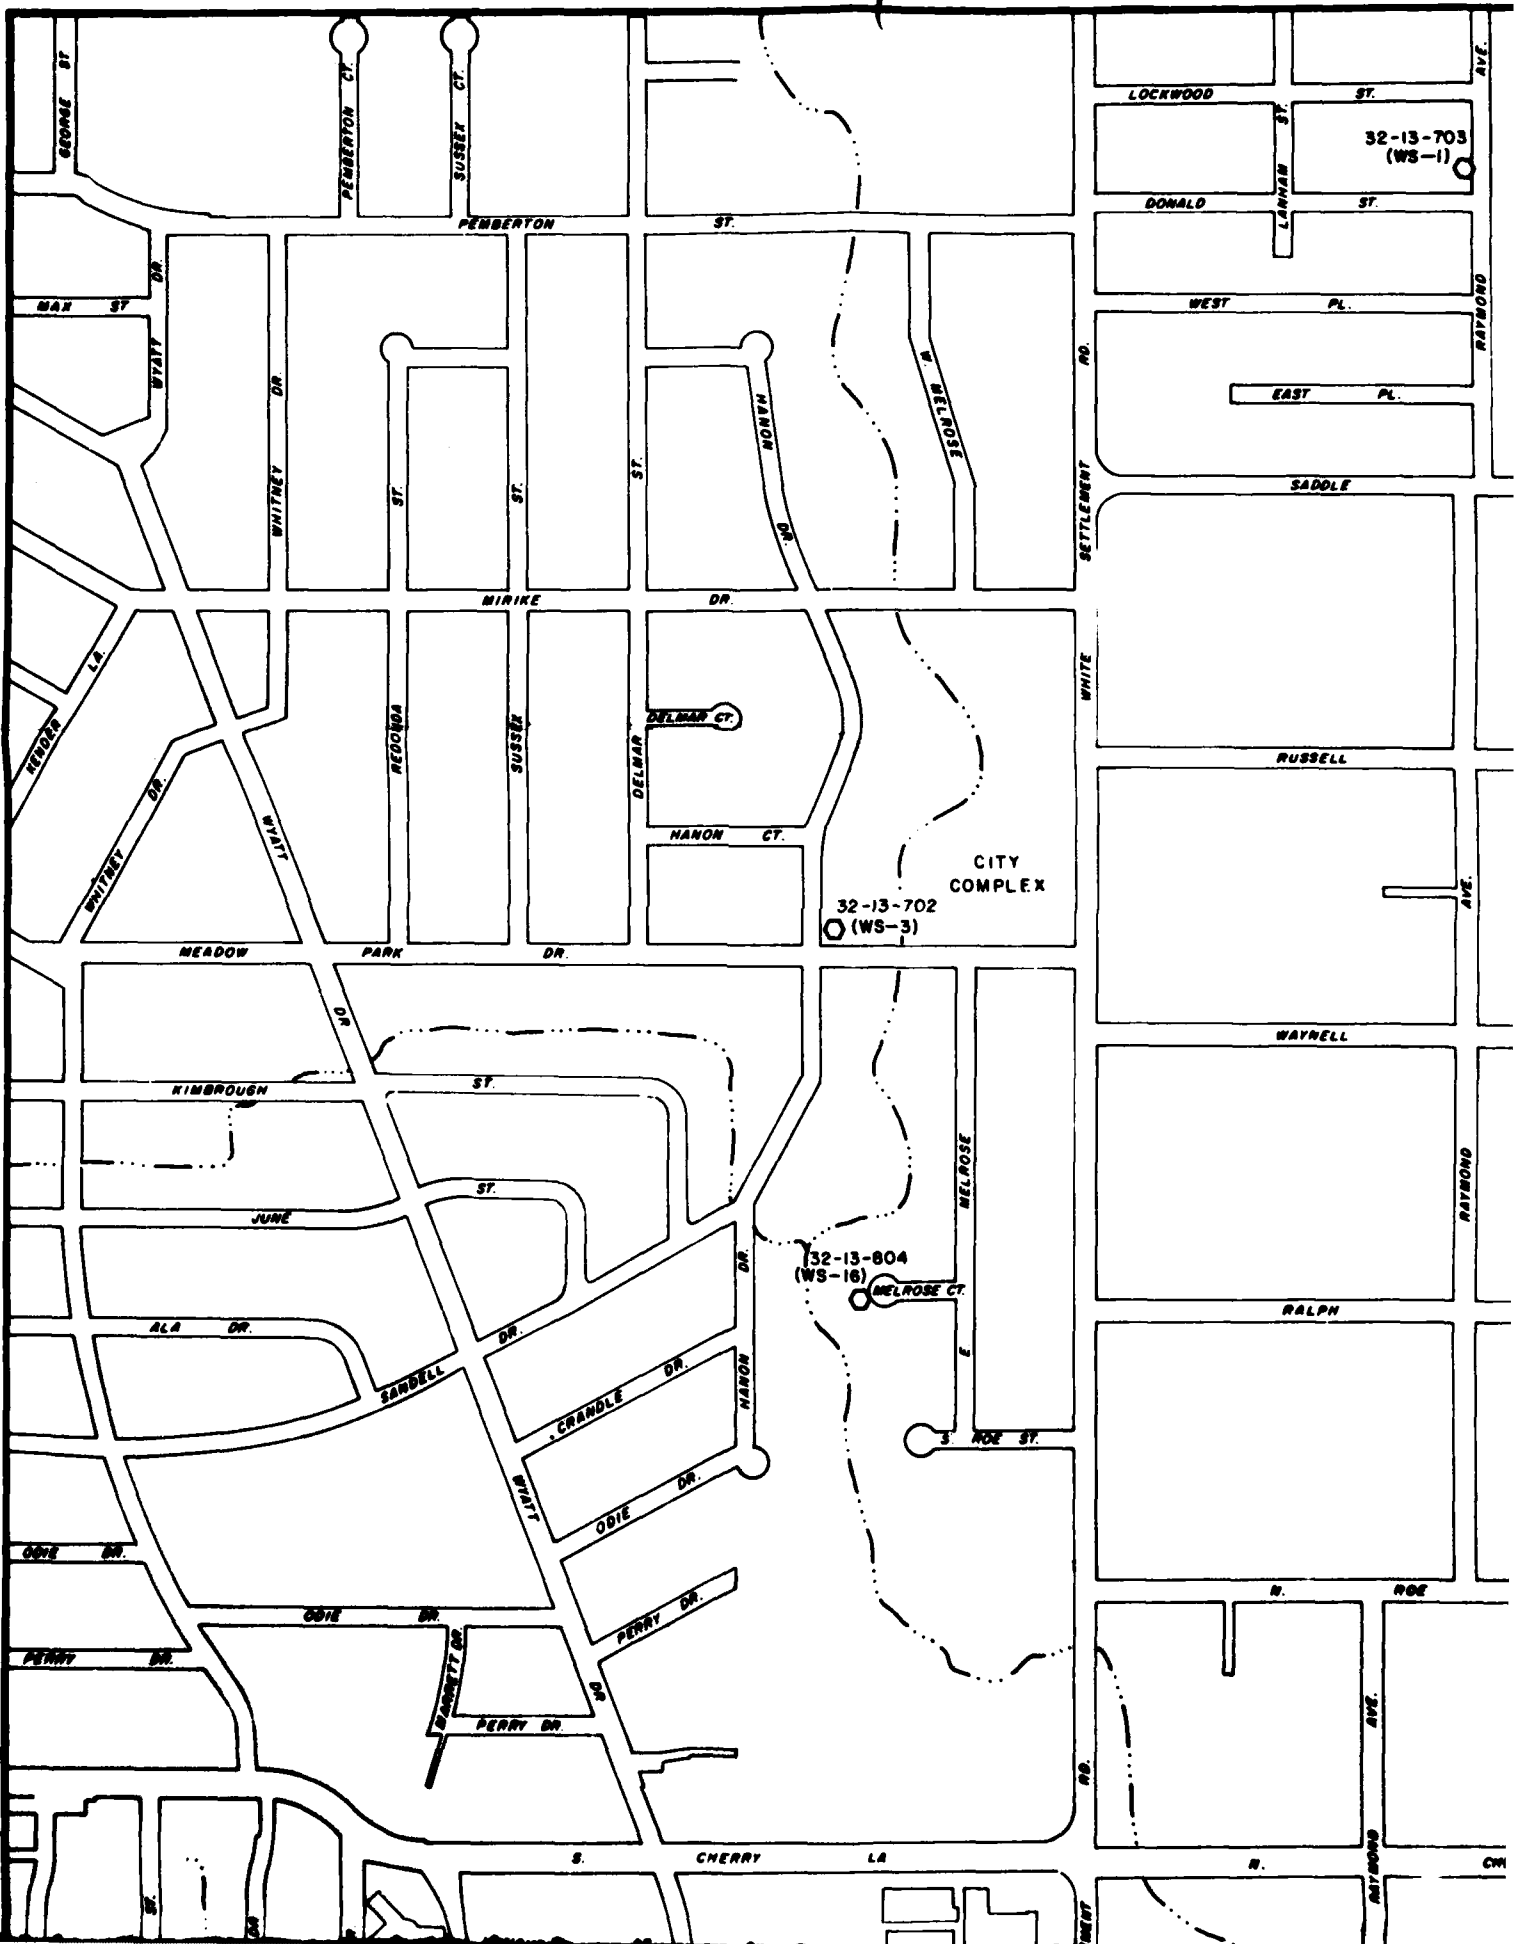 GEORGE ST
PEMBERTON CT.
SUSSEX CT.
LOCKWOOD ST.
AVE.
LANHAM ST.
32-13-703
(WS-1)
DONALD ST.
PEMBERTON ST.
WYATT DR.
MAX ST
WEST PL.
RAYMOND
WHITNEY DR.
W. MELROSE
RD.
HANON DR.
EAST PL.
ST.
ST.
ST.
SETTLEMENT
SADDLE
MIRIKE DR.
KENDER LA.
WHITE
REDONDA
SUSSEX
DELMAR
DELMAR CT.
RUSSELL
WHITNEY DR.
WYATT
HANON CT.
CITY
COMPLEX
AVE.
32-13-702
(WS-3)
MEADOW PARK DR.
DR
WAYNELL
KIMBROUGH ST.
MELROSE
RAYMOND
JUNE ST.
DR.
32-13-804
(WS-16)
MELROSE CT.
RALPH
ALA DR.
SANDELL DR.
E
HANON
CRANDLE DR.
S. ROE ST.
WYATT
ODIE DR.
ODIE DR.
N. ROE
ODIE DR.
PERRY DR.
PERRY DR.
BARRETT DR.
DR
PERRY DR.
AVE.
RD.
S. CHERRY LA
N.
RAYMOND
ST.
DR